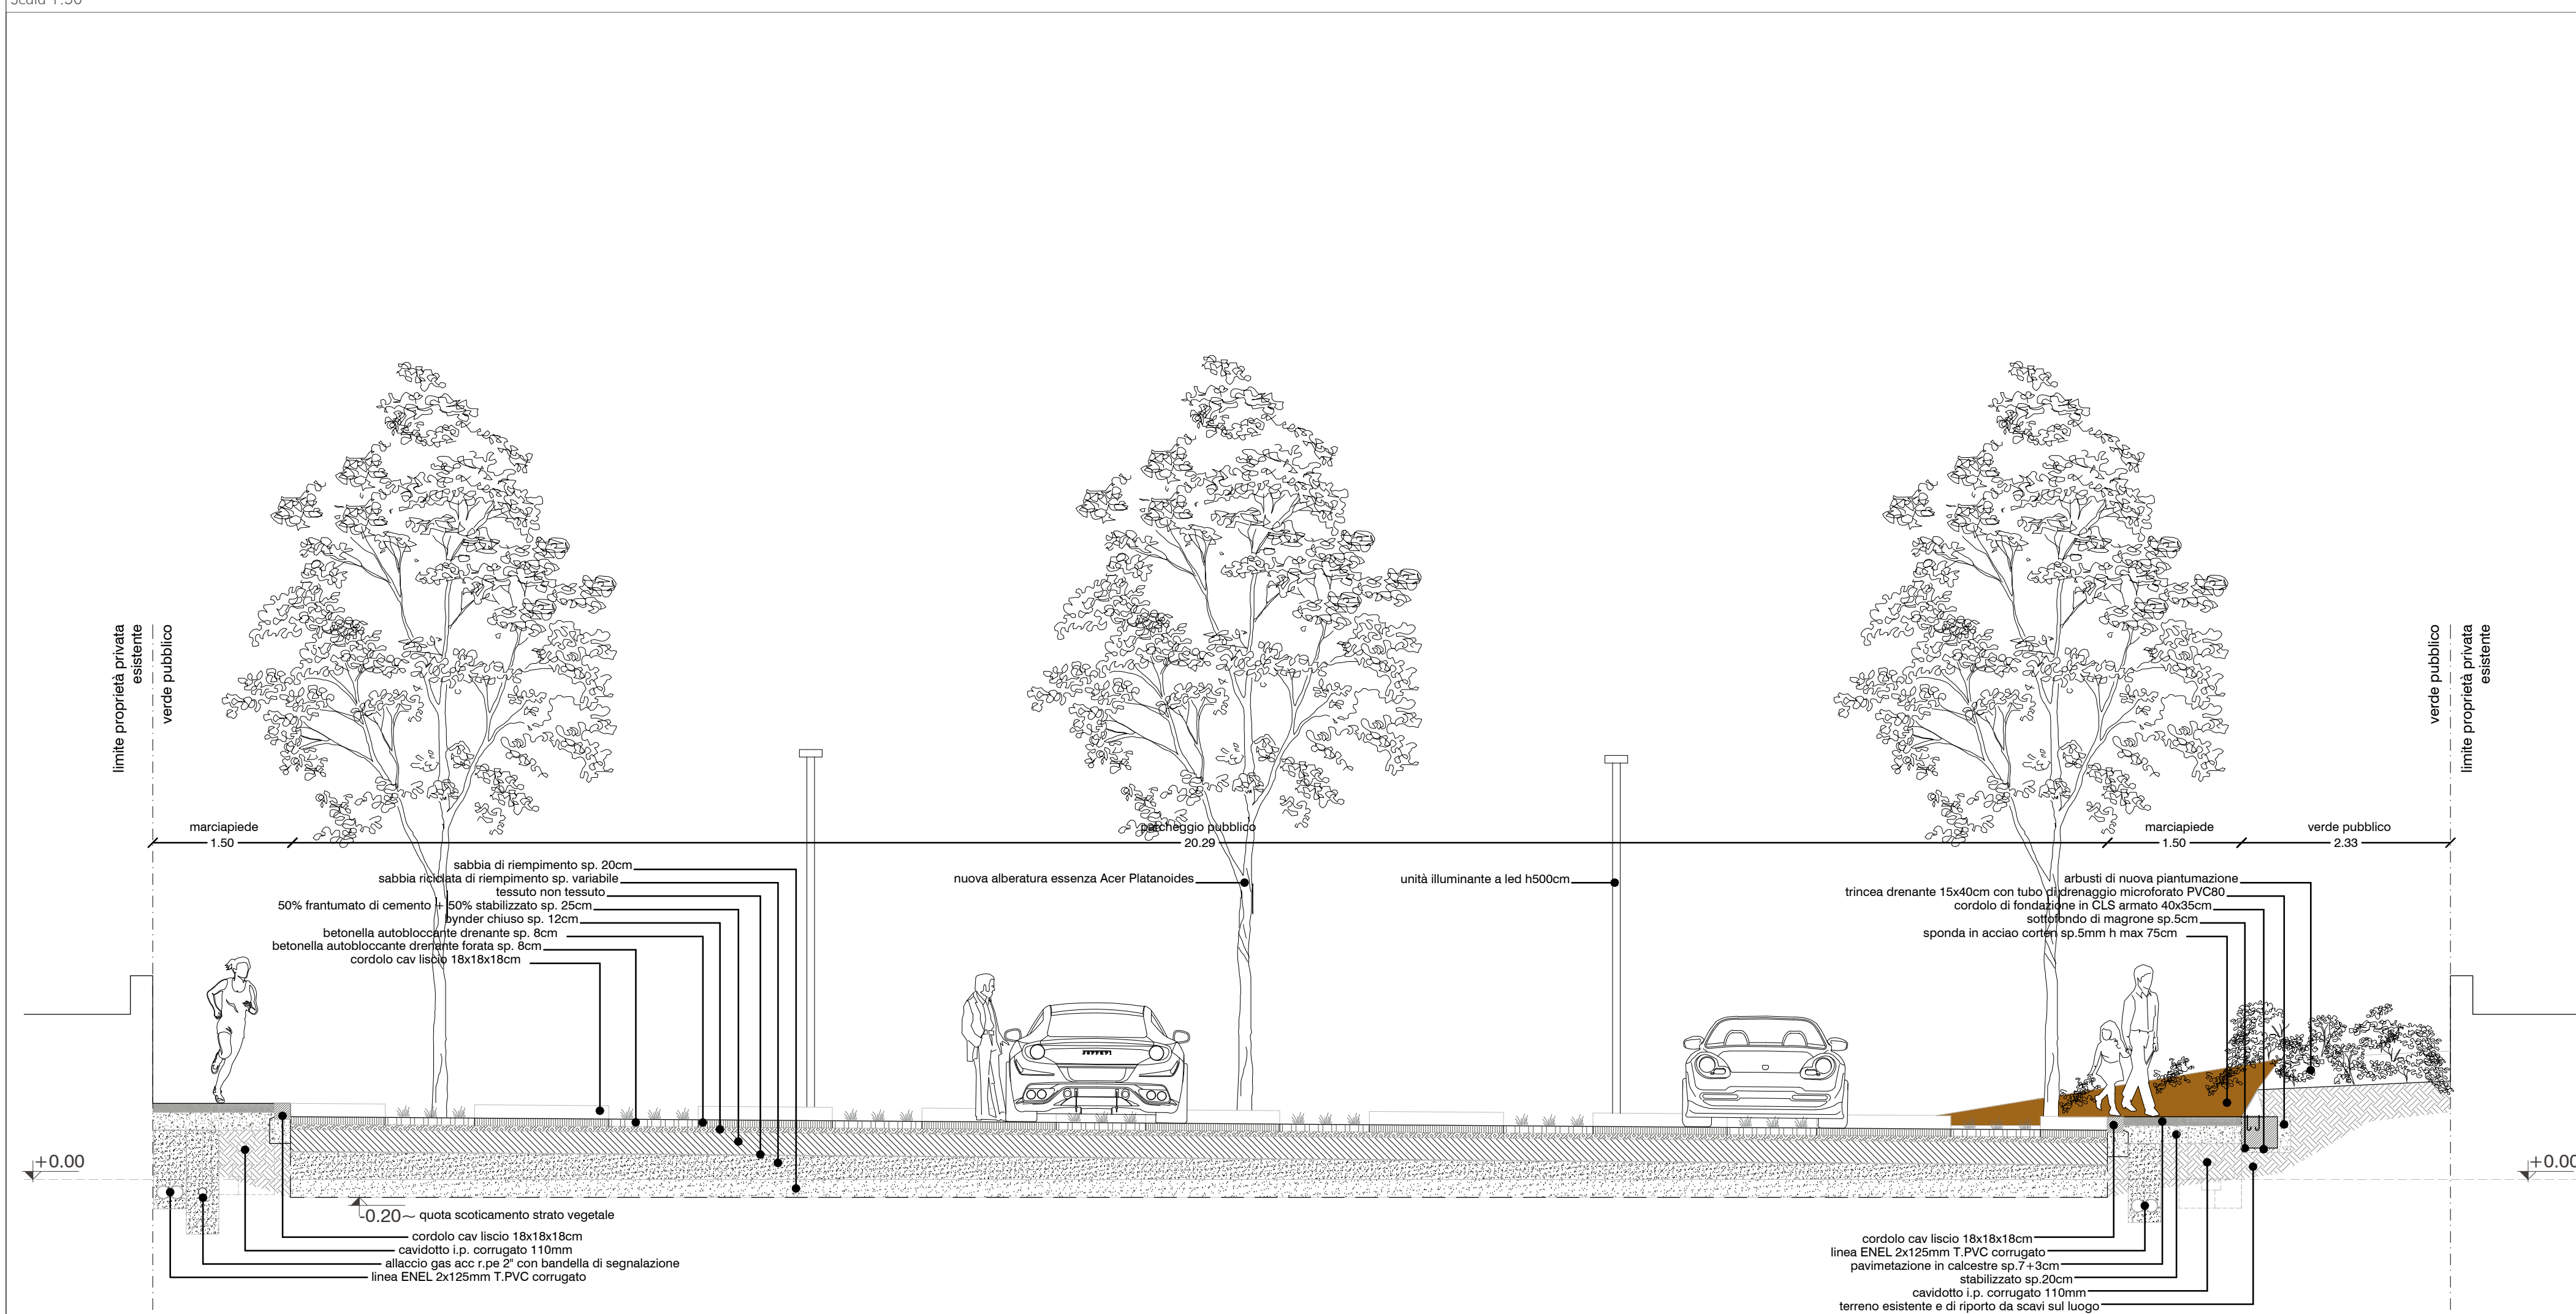 Scala 1:50
limite proprietà privata
esistente
verde pubblico
verde pubblico
limite proprietà privata
esistente
marciapiede
1.50
parcheggio pubblico
20.29
marciapiede
1.50
verde pubblico
2.33
sabbia di riempimento sp. 20cm
sabbia riciclata di riempimento sp. variabile
tessuto non tessuto
50% frantumato di cemento + 50% stabilizzato sp. 25cm
bynder chiuso sp. 12cm
betonella autobloccante drenante sp. 8cm
betonella autobloccante drenante forata sp. 8cm
cordolo cav liscio 18x18x18cm
nuova alberatura essenza Acer Platanoides
unità illuminante a led h500cm
arbusti di nuova piantumazione
trincea drenante 15x40cm con tubo di drenaggio microforato PVC80
cordolo di fondazione in CLS armato 40x35cm
sottofondo di magrone sp.5cm
sponda in acciao corten sp.5mm h max 75cm
Ferrari
+0.00
+0.00
-0.20~ quota scoticamento strato vegetale
cordolo cav liscio 18x18x18cm
cavidotto i.p. corrugato 110mm
allaccio gas acc r.pe 2" con bandella di segnalazione
linea ENEL 2x125mm T.PVC corrugato
cordolo cav liscio 18x18x18cm
linea ENEL 2x125mm T.PVC corrugato
pavimetazione in calcestre sp.7+3cm
stabilizzato sp.20cm
cavidotto i.p. corrugato 110mm
terreno esistente e di riporto da scavi sul luogo